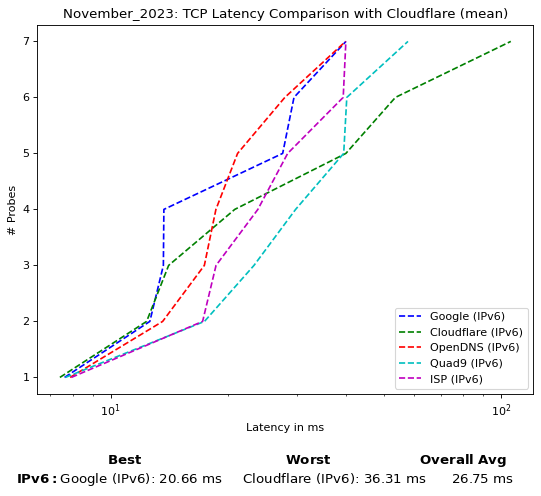 November_2023: TCP Latency Comparison with Cloudflare (mean)
7
6
5
4
3
2
1
# Probes
10^1
10^2
Latency in ms
Google (IPv6)
Cloudflare (IPv6)
OpenDNS (IPv6)
Quad9 (IPv6)
ISP (IPv6)
Best Worst Overall Avg
IPv6: Google (IPv6): 20.66 ms Cloudflare (IPv6): 36.31 ms 26.75 ms